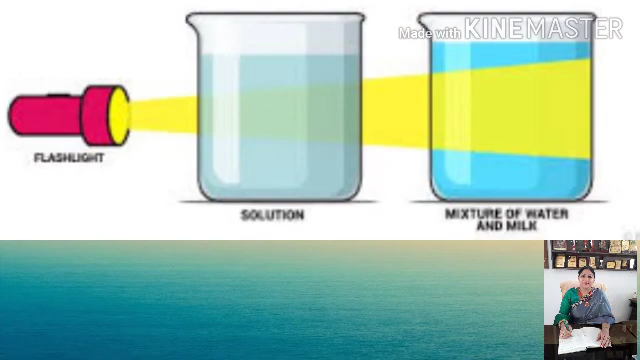 Made with KINEMASTER
FLASHLIGHT
SOLUTION
MIXTURE OF WATER
AND MILK